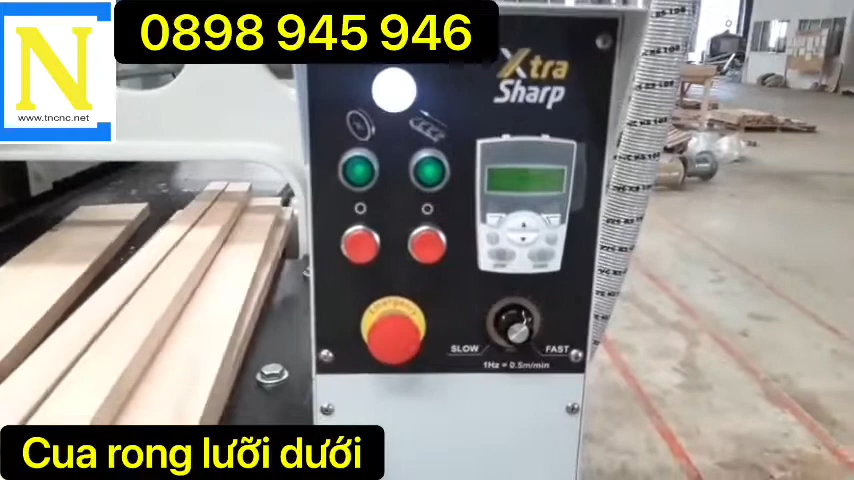 0898 945 946
N
www.tncnc.net
Xtra
Sharp
Emergency
SLOW
FAST
1Hz = 0.5m/min
Cua rong lưỡi dưới